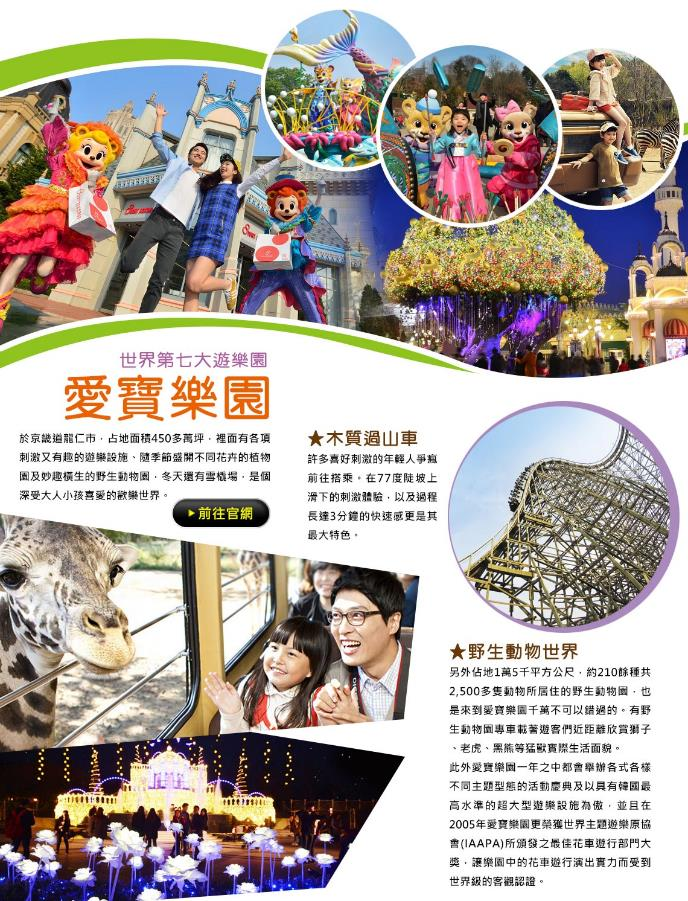 世界第七大遊樂園
愛寶樂園
於京畿道龍仁市，占地面積450多萬坪，裡面有各項
刺激又有趣的遊樂設施、隨季節盛開不同花卉的植物
園及妙趣橫生的野生動物園，冬天還有雪橇場，是個
深受大人小孩喜愛的歡樂世界。
▶前往官網
★木質過山車
許多喜好刺激的年輕人爭瘋
前往搭乘。在77度陡坡上
滑下的刺激體驗，以及過程
長達3分鐘的快速感更是其
最大特色。
★野生動物世界
另外佔地1萬5千平方公尺，約210餘種共
2,500多隻動物所居住的野生動物園，也
是來到愛寶樂園千萬不可以錯過的。有野
生動物園專車載著遊客們近距離欣賞獅子
、老虎、黑熊等猛獸實際生活面貌。
此外愛寶樂園一年之中都會舉辦各式各樣
不同主題型態的活動慶典及以具有韓國最
高水準的超大型遊樂設施為傲，並且在
2005年愛寶樂園更榮獲世界主題遊樂原協
會(IAAPA)所頒發之最佳花車遊行部門大
獎，讓樂園中的花車遊行演出實力而受到
世界級的客觀認證。